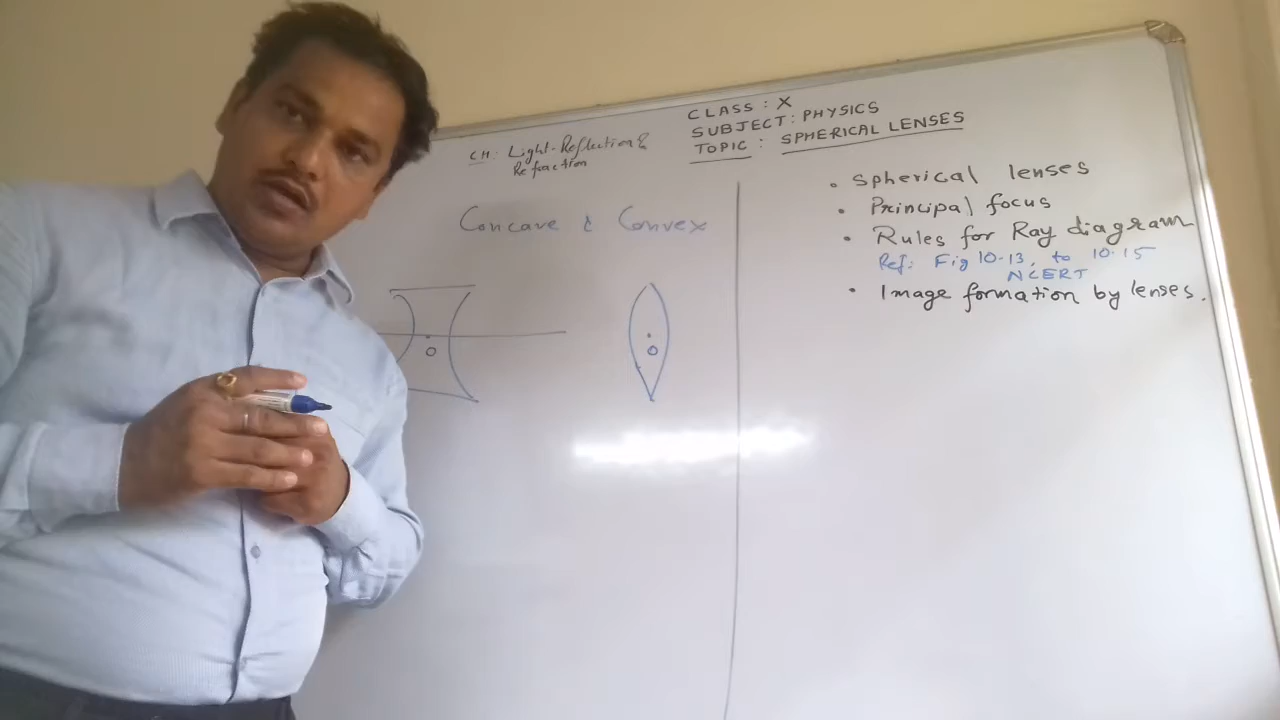 CLASS : X
SUBJECT: PHYSICS
TOPIC : SPHERICAL LENSES
CH: Light-Reflection &
Refraction
Concave & Convex
O
O
• Spherical lenses
• Principal focus
• Rules for Ray diagram
Ref: Fig 10.13, to 10.15
NCERT
• Image formation by lenses.